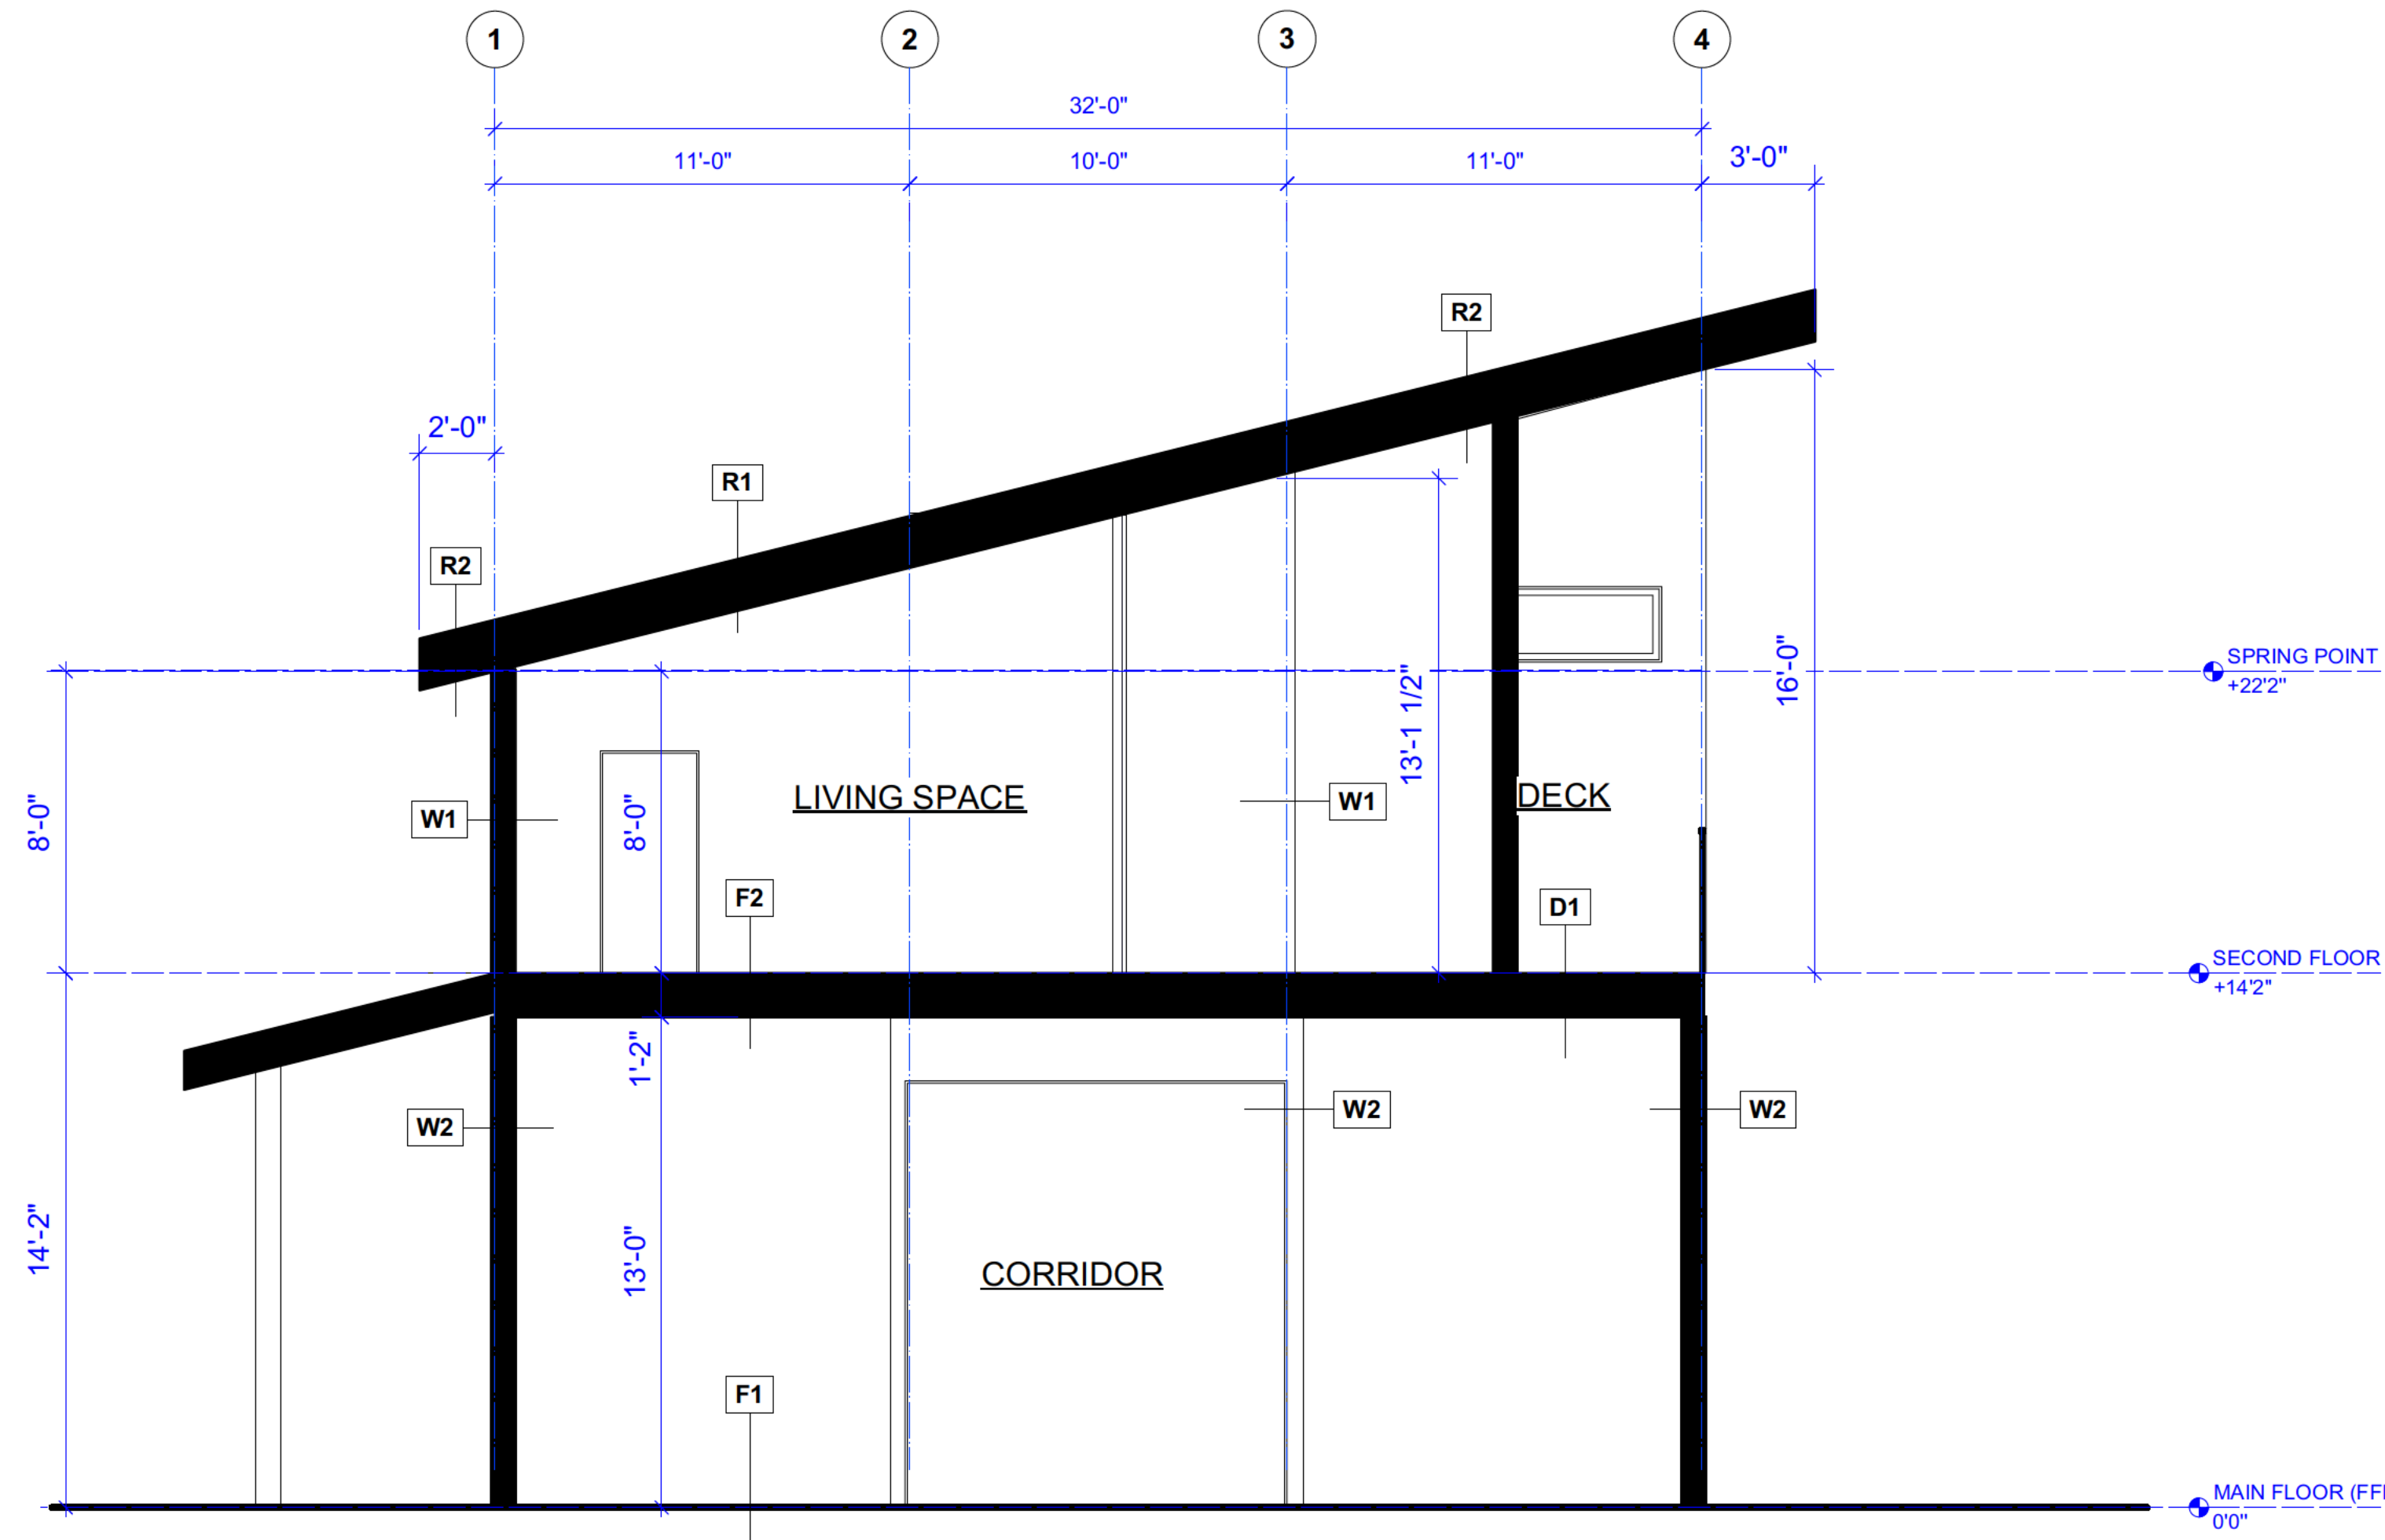 1
2
3
4
32'-0"
11'-0"
10'-0"
11'-0"
3'-0"
R2
2'-0"
R1
R2
SPRING POINT
+22'2"
16'-0"
13'-1 1/2"
LIVING SPACE
DECK
8'-0"
W1
8'-0"
W1
F2
D1
SECOND FLOOR
+14'2"
1'-2"
W2
W2
W2
14'-2"
13'-0"
CORRIDOR
F1
MAIN FLOOR (FF
0'0"